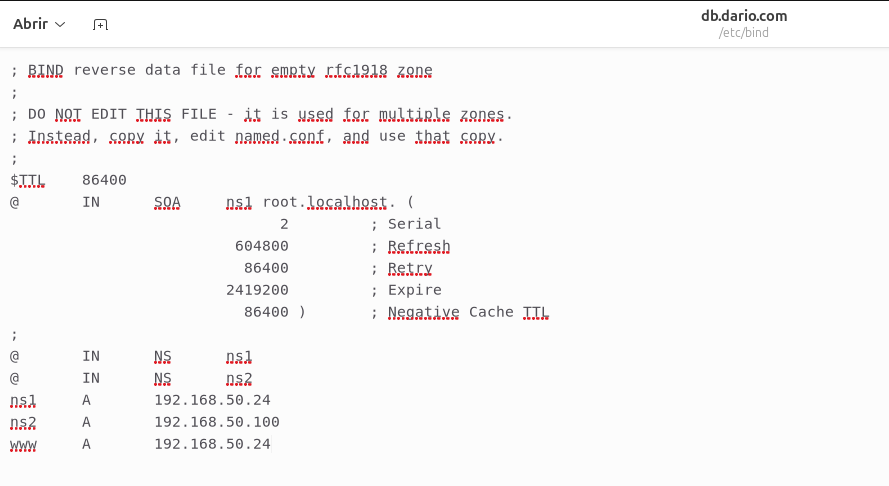 Abrir
db.dario.com
/etc/bind
; BIND reverse data file for empty rfc1918 zone
;
; DO NOT EDIT THIS FILE - it is used for multiple zones.
; Instead, copy it, edit named.conf, and use that copy.
;
$TTL    86400
@       IN      SOA     ns1 root.localhost. (
                              2         ; Serial
                         604800         ; Refresh
                          86400         ; Retry
                        2419200         ; Expire
                          86400 )       ; Negative Cache TTL
;
@       IN      NS      ns1
@       IN      NS      ns2
ns1     A       192.168.50.24
ns2     A       192.168.50.100
www     A       192.168.50.24